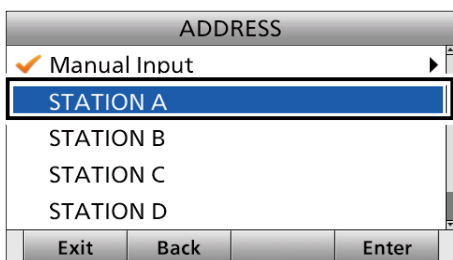 ADDRESS
Manual Input
STATION A
STATION B
STATION C
STATION D
Exit Back Enter